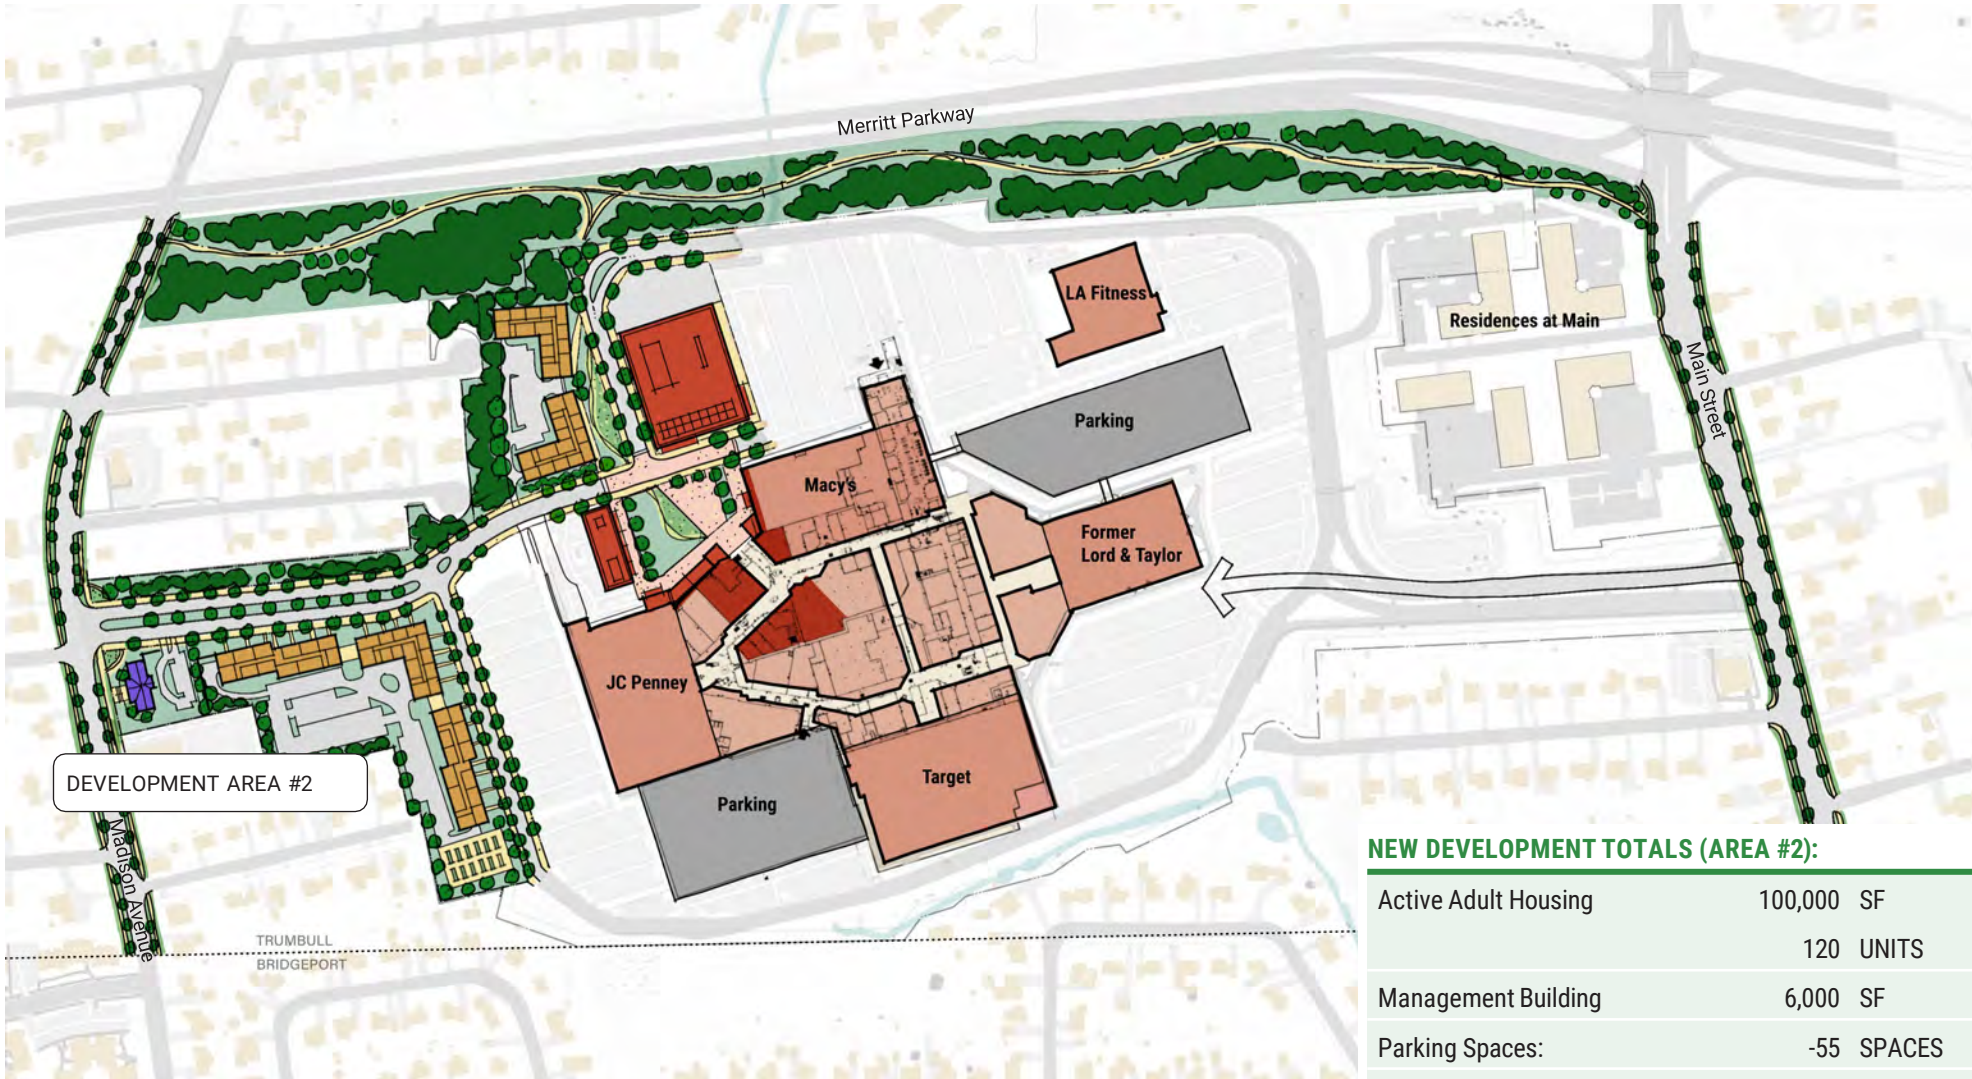 Merritt Parkway
LA Fitness
Residences at Main
Main Street
Parking
Macy's
Former
Lord & Taylor
JC Penney
Target
Parking
DEVELOPMENT AREA #2
Madison Avenue
TRUMBULL
BRIDGEPORT
NEW DEVELOPMENT TOTALS (AREA #2):
Active Adult Housing 100,000 SF
120 UNITS
Management Building 6,000 SF
Parking Spaces: -55 SPACES